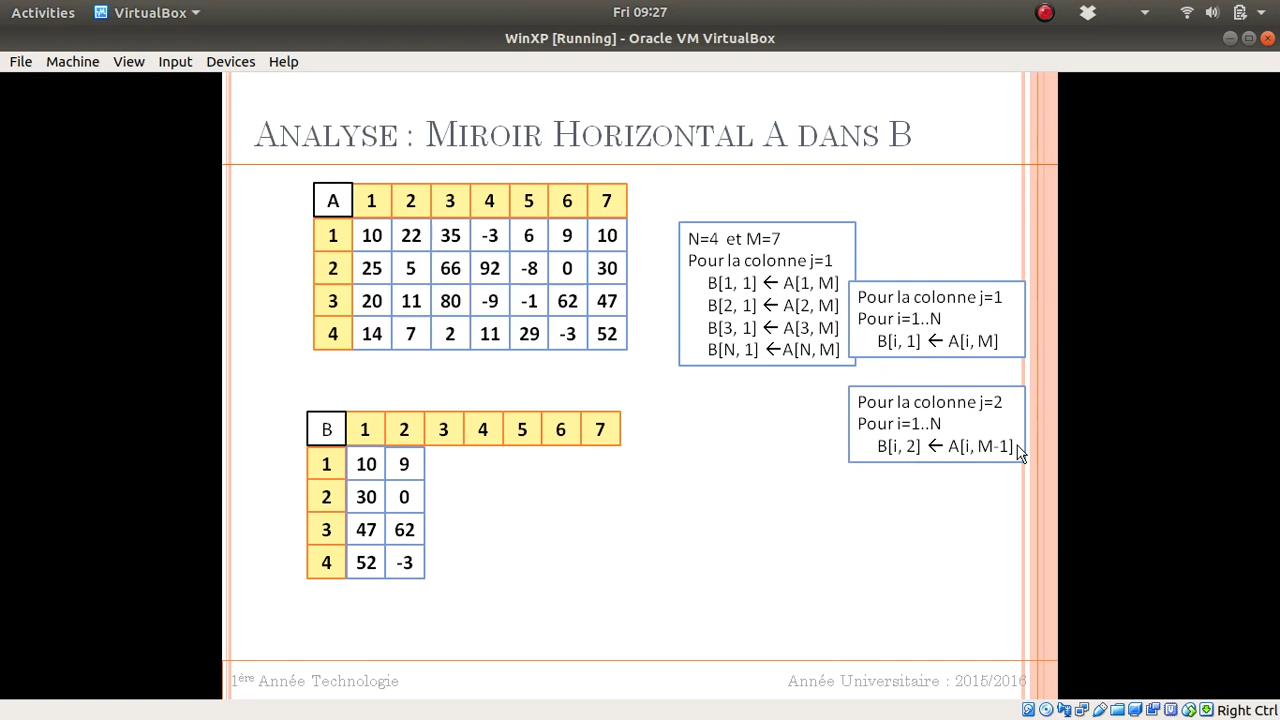 Activities VirtualBox Fri 09:27
WinXP [Running] - Oracle VM VirtualBox
File Machine View Input Devices Help
Analyse : Miroir Horizontal A dans B
A 1 2 3 4 5 6 7
1 10 22 35 -3 6 9 10
2 25 5 66 92 -8 0 30
3 20 11 80 -9 -1 62 47
4 14 7 2 11 29 -3 52
N=4 et M=7
Pour la colonne j=1
B[1, 1] ← A[1, M]
B[2, 1] ← A[2, M]
B[3, 1] ← A[3, M]
B[N, 1] ←A[N, M]
Pour la colonne j=1
Pour i=1..N
B[i, 1] ← A[i, M]
Pour la colonne j=2
Pour i=1..N
B[i, 2] ← A[i, M-1]
B 1 2 3 4 5 6 7
1 10 9
2 30 0
3 47 62
4 52 -3
1ère Année Technologie
Année Universitaire : 2015/2016
Right Ctrl